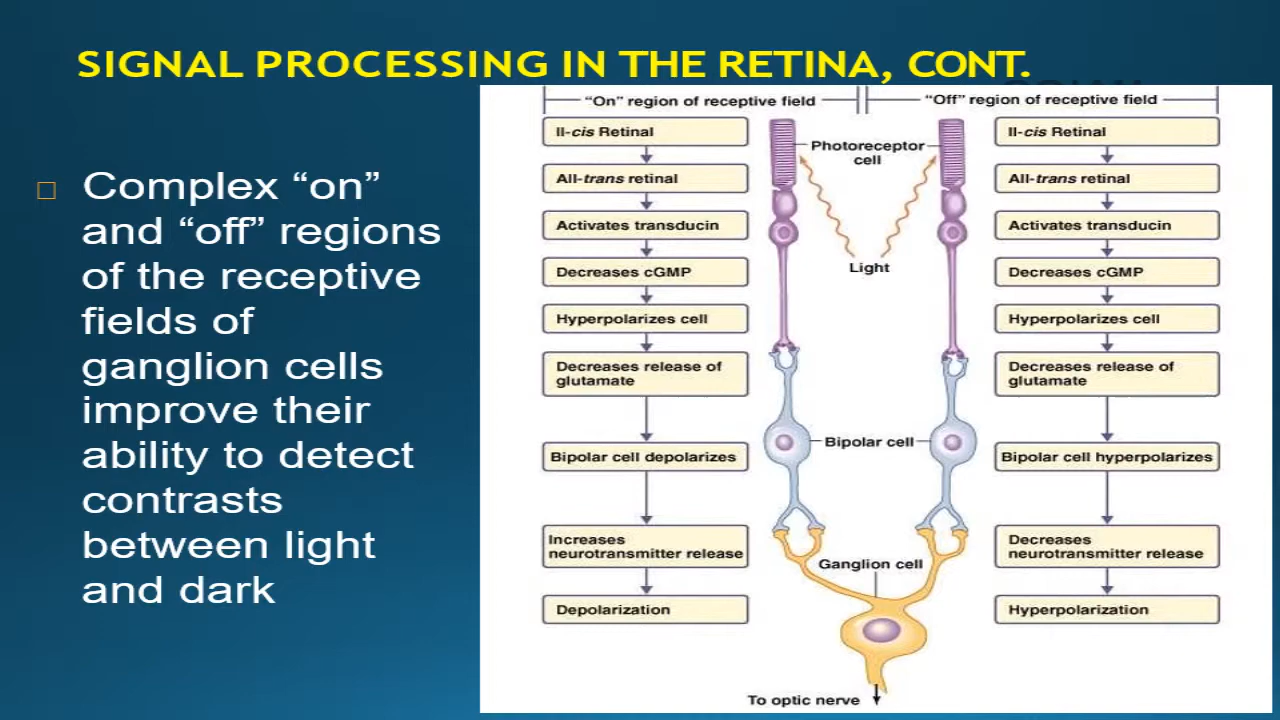 SIGNAL PROCESSING IN THE RETINA, CONT.
Complex “on”
and “off” regions
of the receptive
fields of
ganglion cells
improve their
ability to detect
contrasts
between light
and dark
“On” region of receptive field
“Off” region of receptive field
II-cis Retinal
All-trans retinal
Activates transducin
Decreases cGMP
Hyperpolarizes cell
Decreases release of
glutamate
Bipolar cell depolarizes
Increases
neurotransmitter release
Depolarization
Photoreceptor
cell
Light
Bipolar cell
Ganglion cell
To optic nerve
II-cis Retinal
All-trans retinal
Activates transducin
Decreases cGMP
Hyperpolarizes cell
Decreases release of
glutamate
Bipolar cell hyperpolarizes
Decreases
neurotransmitter release
Hyperpolarization